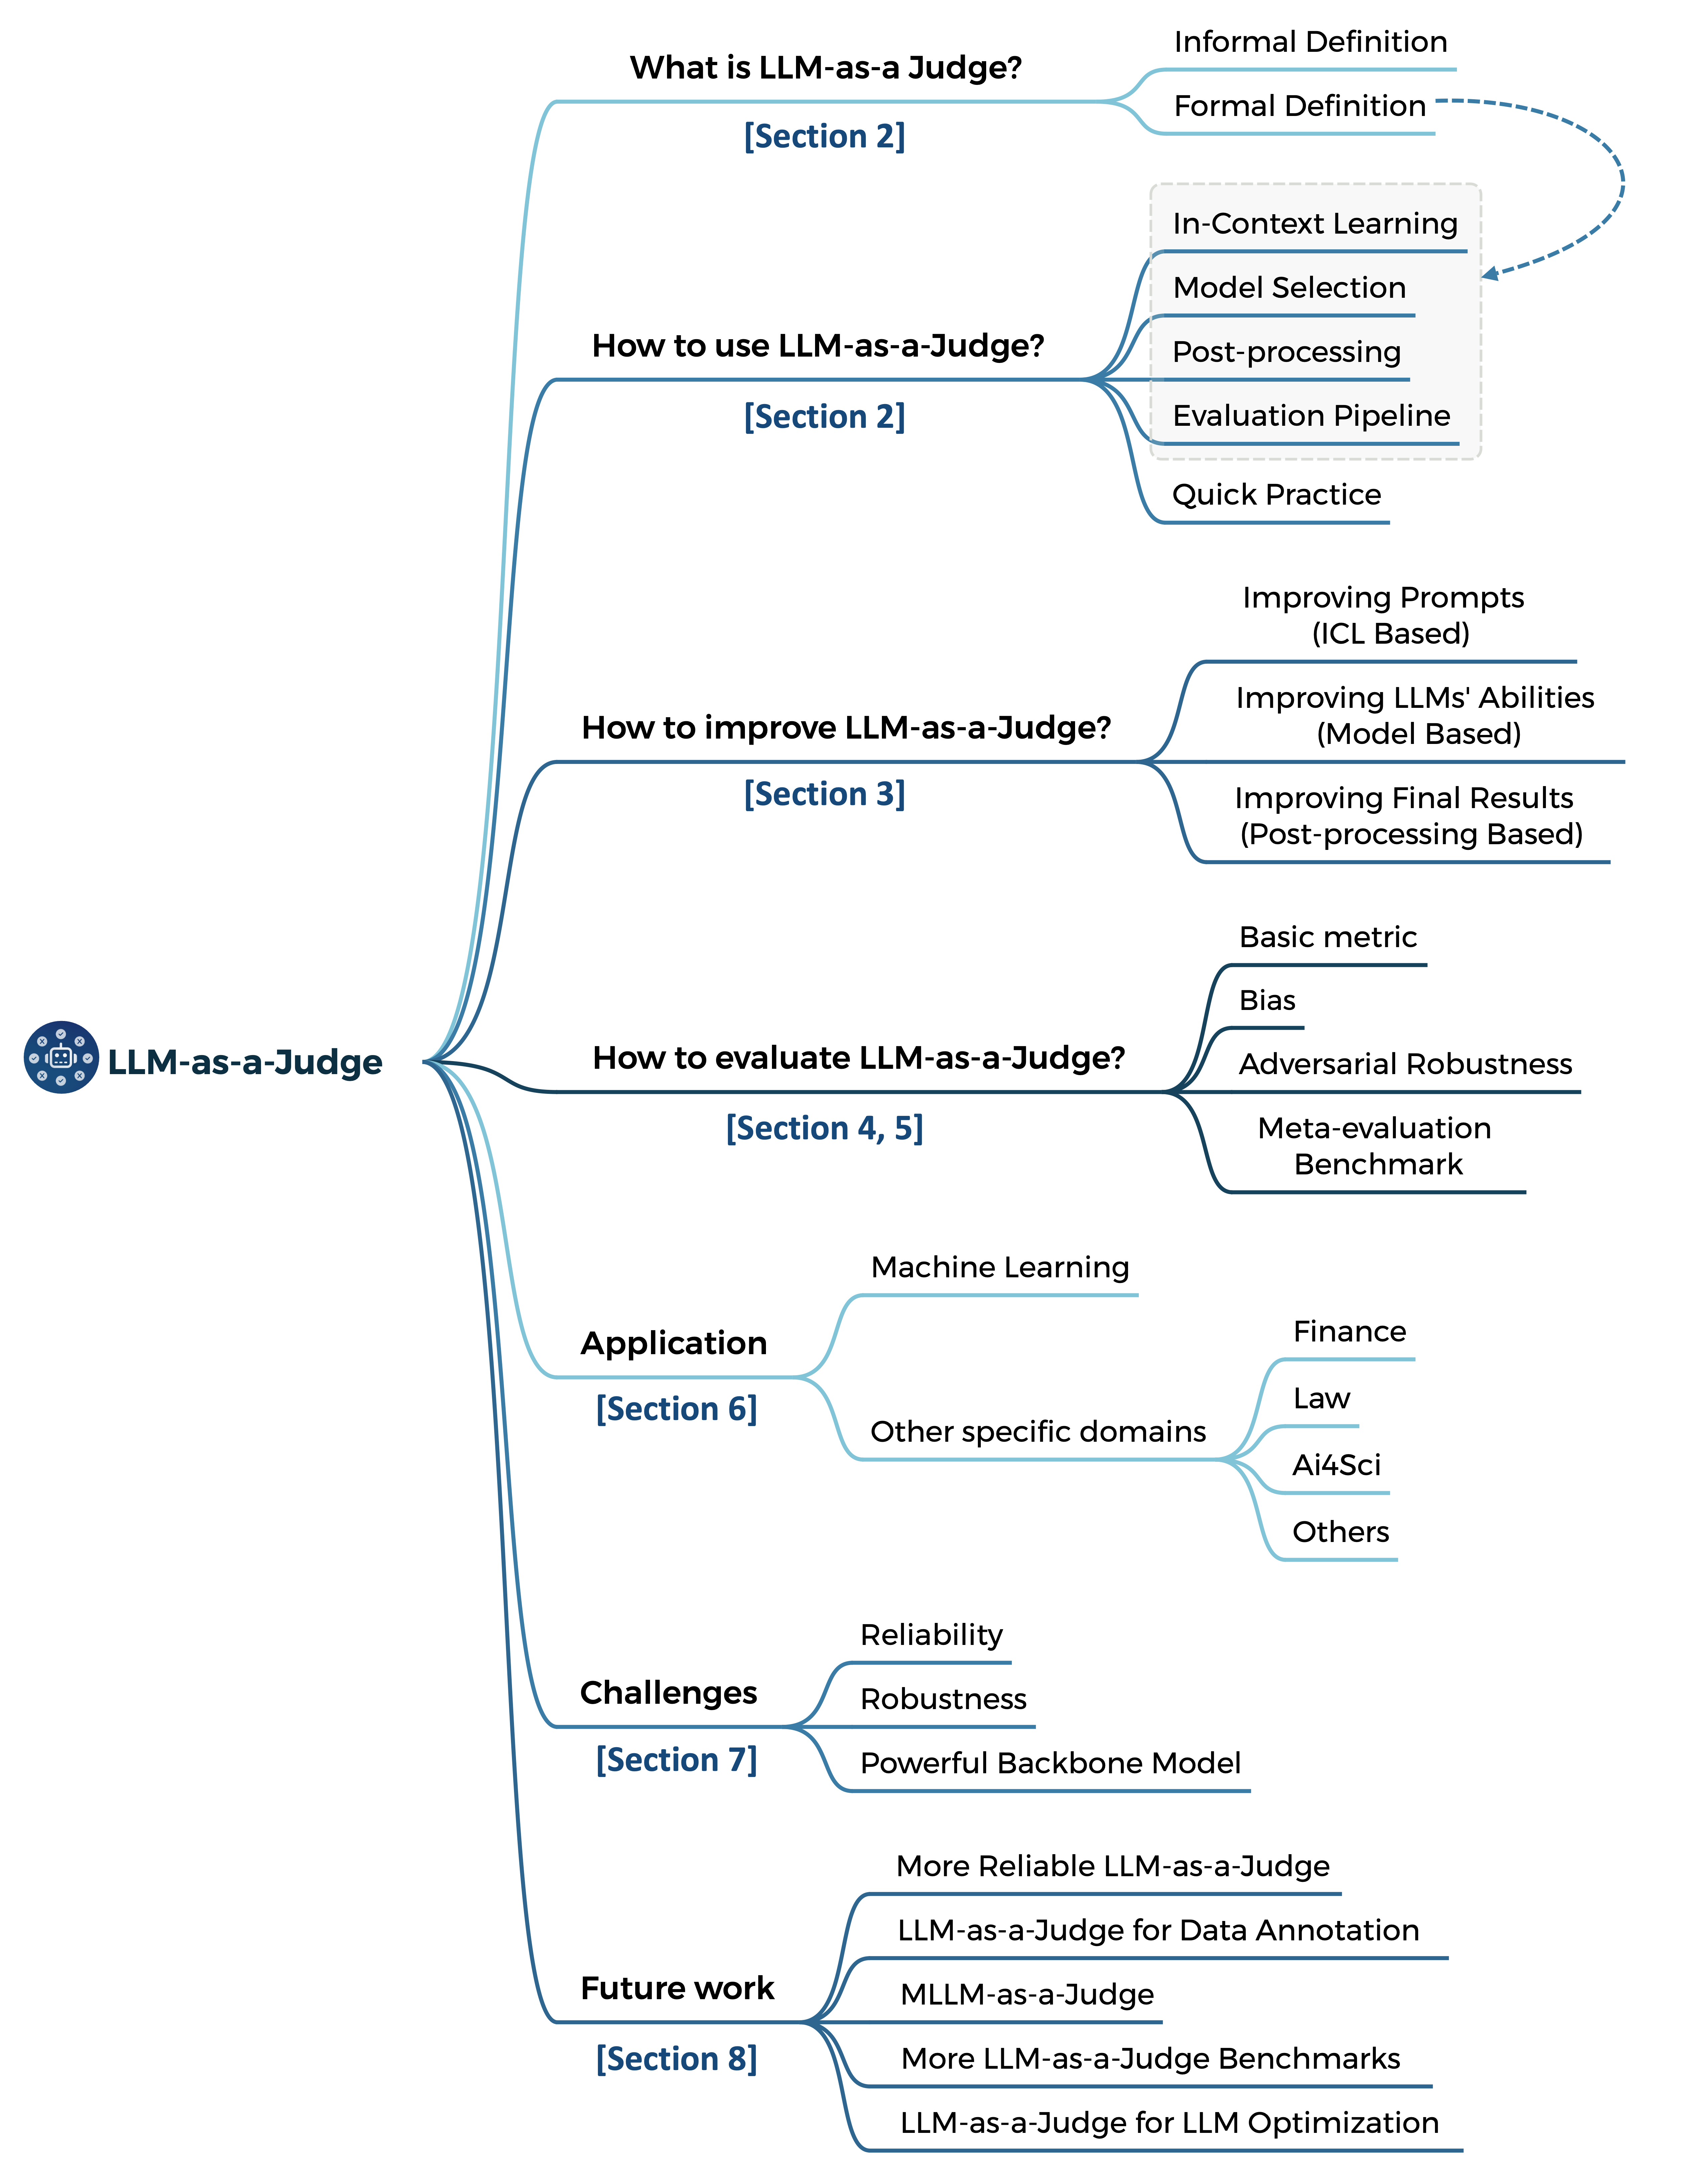 What is LLM-as-a Judge?
[Section 2]
Informal Definition
Formal Definition
How to use LLM-as-a-Judge?
[Section 2]
In-Context Learning
Model Selection
Post-processing
Evaluation Pipeline
Quick Practice
How to improve LLM-as-a-Judge?
[Section 3]
Improving Prompts
(ICL Based)
Improving LLMs' Abilities
(Model Based)
Improving Final Results
(Post-processing Based)
LLM-as-a-Judge
How to evaluate LLM-as-a-Judge?
[Section 4, 5]
Basic metric
Bias
Adversarial Robustness
Meta-evaluation
Benchmark
Application
[Section 6]
Machine Learning
Other specific domains
Finance
Law
Ai4Sci
Others
Challenges
[Section 7]
Reliability
Robustness
Powerful Backbone Model
Future work
[Section 8]
More Reliable LLM-as-a-Judge
LLM-as-a-Judge for Data Annotation
MLLM-as-a-Judge
More LLM-as-a-Judge Benchmarks
LLM-as-a-Judge for LLM Optimization